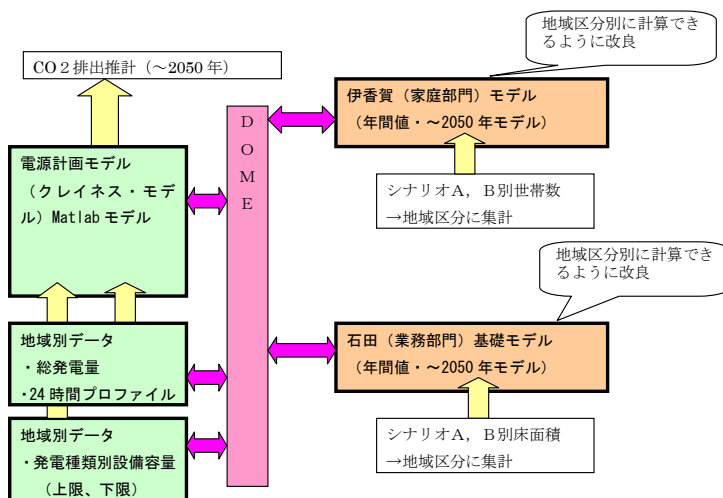 地域区分別に計算でき
るように改良
CO２排出推計（～2050 年）
伊香賀（家庭部門）モデル
（年間値・～2050 年モデル）
D
O
M
E
電源計画モデル
（クレイネス・モデ
ル）Matlab モデル
シナリオＡ，Ｂ別世帯数
→地域区分に集計
地域区分別に計算でき
るように改良
地域別データ
・総発電量
・24 時間プロファイル
石田（業務部門）基礎モデル
（年間値・～2050 年モデル）
地域別データ
・発電種類別設備容量
（上限、下限）
シナリオＡ，Ｂ別床面積
→地域区分に集計